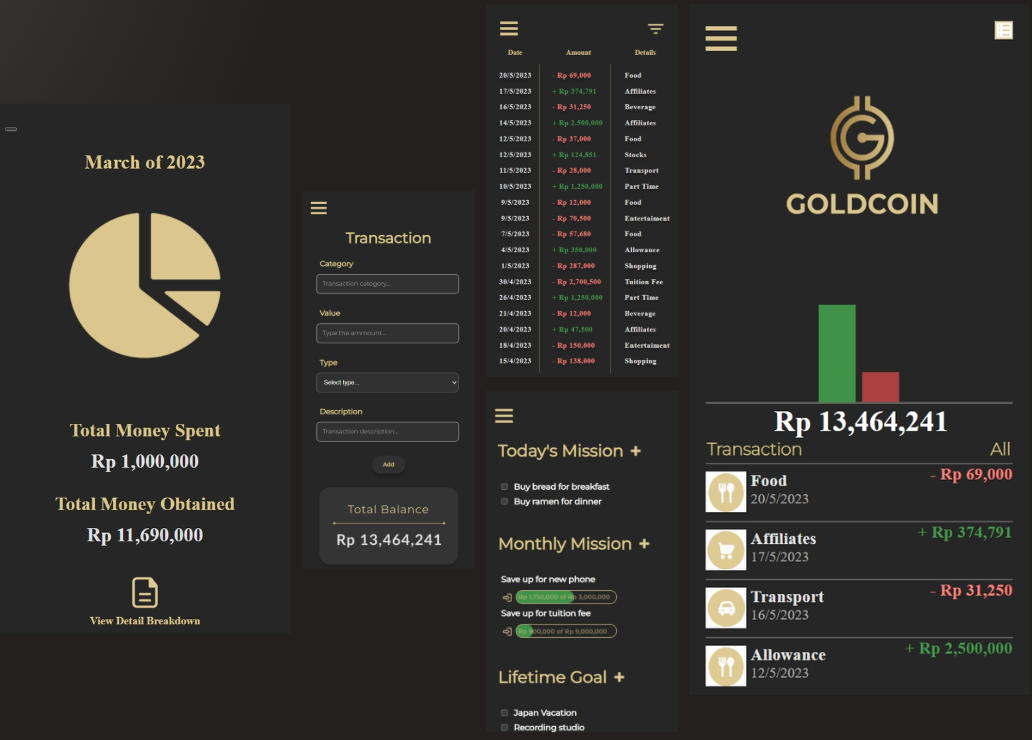 March of 2023
Total Money Spent
Rp 1,000,000
Total Money Obtained
Rp 11,690,000
View Detail Breakdown
Transaction
Category
Transaction category...
Value
Type the ammount...
Type
Select type...
Description
Transaction description...
Add
Total Balance
Rp 13,464,241
Date Amount Details
20/5/2023 - Rp 69,000 Food
17/5/2023 + Rp 374,791 Affiliates
16/5/2023 - Rp 31,250 Beverage
14/5/2023 + Rp 2.500,000 Affiliates
12/5/2023 - Rp 37,000 Food
12/5/2023 + Rp 124,551 Stocks
11/5/2023 - Rp 28,000 Transport
10/5/2023 + Rp 1,250,000 Part Time
9/5/2023 - Rp 12,000 Food
9/5/2023 - Rp 70,500 Entertaiment
7/5/2023 - Rp 57,680 Food
4/5/2023 + Rp 350,000 Allowance
1/5/2023 - Rp 287,000 Shopping
30/4/2023 - Rp 2,700,500 Tuition Fee
26/4/2023 + Rp 1,250,000 Part Time
21/4/2023 - Rp 12,000 Beverage
20/4/2023 + Rp 47,500 Affiliates
18/4/2023 - Rp 150,000 Entertaiment
15/4/2023 - Rp 138,000 Shopping
Today's Mission +
Buy bread for breakfast
Buy ramen for dinner
Monthly Mission +
Save up for new phone
Rp 1,750,000 of Rp 3,000,000
Save up for tuition fee
Rp 900,000 of Rp 9,000,000
Lifetime Goal +
Japan Vacation
Recording studio
GOLDCOIN
Rp 13,464,241
Transaction All
Food - Rp 69,000
20/5/2023
Affiliates + Rp 374,791
17/5/2023
Transport - Rp 31,250
16/5/2023
Allowance + Rp 2,500,000
12/5/2023